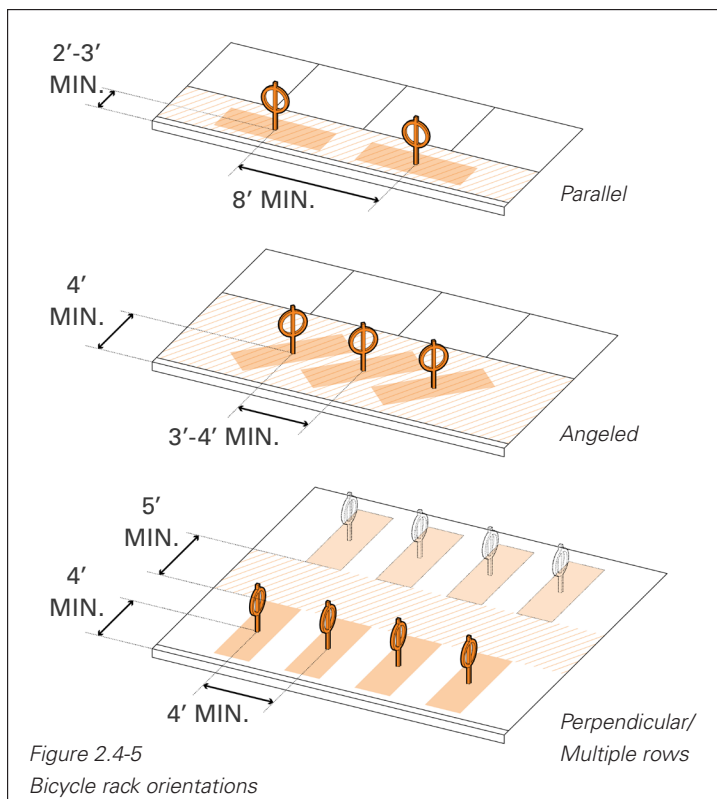 2’-3’
MIN.
8’ MIN.
Parallel
4’
MIN.
3’-4’ MIN.
Angeled
5’
MIN.
4’
MIN.
4’ MIN.
Perpendicular/
Multiple rows
Figure 2.4-5
Bicycle rack orientations